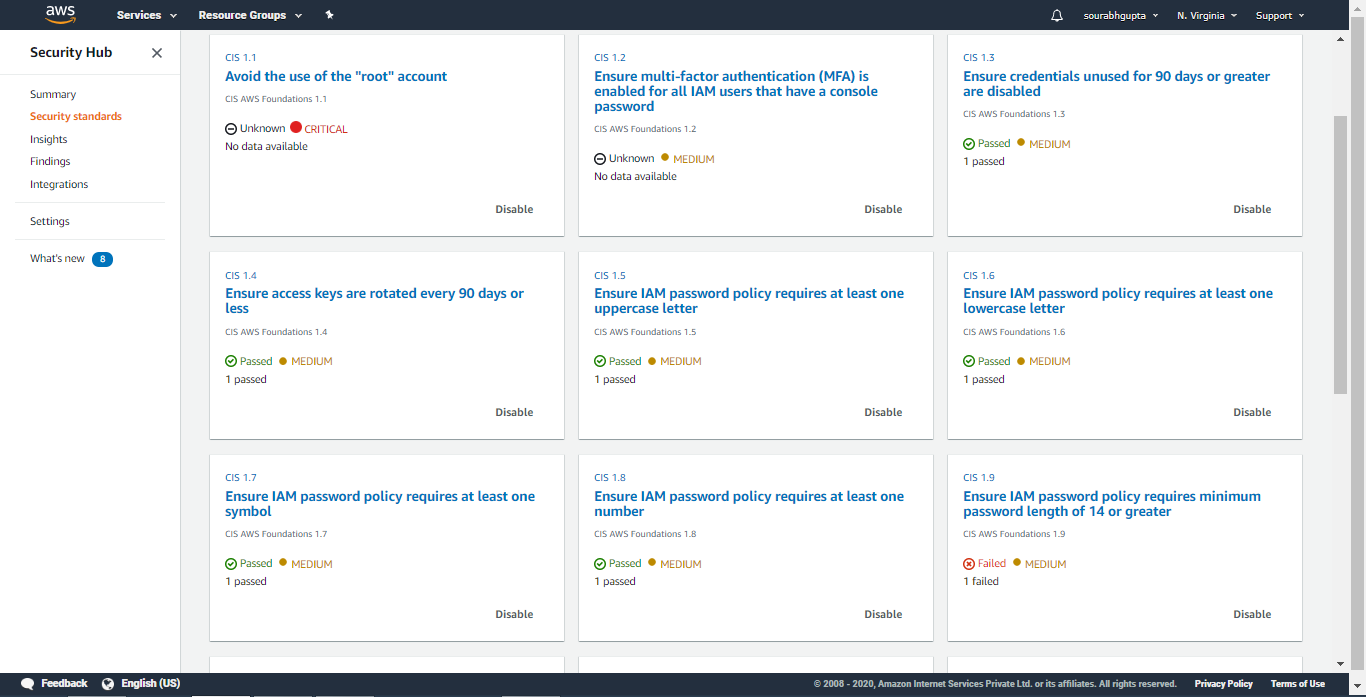 aws
Services
Resource Groups
sourabhgupta
N. Virginia
Support
Security Hub
Summary
Security standards
Insights
Findings
Integrations
Settings
What's new 8
CIS 1.1
Avoid the use of the "root" account
CIS AWS Foundations 1.1
Unknown CRITICAL
No data available
Disable
CIS 1.2
Ensure multi-factor authentication (MFA) is
enabled for all IAM users that have a console
password
CIS AWS Foundations 1.2
Unknown MEDIUM
No data available
Disable
CIS 1.3
Ensure credentials unused for 90 days or greater
are disabled
CIS AWS Foundations 1.3
Passed MEDIUM
1 passed
Disable
CIS 1.4
Ensure access keys are rotated every 90 days or
less
CIS AWS Foundations 1.4
Passed MEDIUM
1 passed
Disable
CIS 1.5
Ensure IAM password policy requires at least one
uppercase letter
CIS AWS Foundations 1.5
Passed MEDIUM
1 passed
Disable
CIS 1.6
Ensure IAM password policy requires at least one
lowercase letter
CIS AWS Foundations 1.6
Passed MEDIUM
1 passed
Disable
CIS 1.7
Ensure IAM password policy requires at least one
symbol
CIS AWS Foundations 1.7
Passed MEDIUM
1 passed
Disable
CIS 1.8
Ensure IAM password policy requires at least one
number
CIS AWS Foundations 1.8
Passed MEDIUM
1 passed
Disable
CIS 1.9
Ensure IAM password policy requires minimum
password length of 14 or greater
CIS AWS Foundations 1.9
Failed MEDIUM
1 failed
Disable
Feedback
English (US)
© 2008 - 2020, Amazon Internet Services Private Ltd. or its affiliates. All rights reserved.
Privacy Policy
Terms of Use